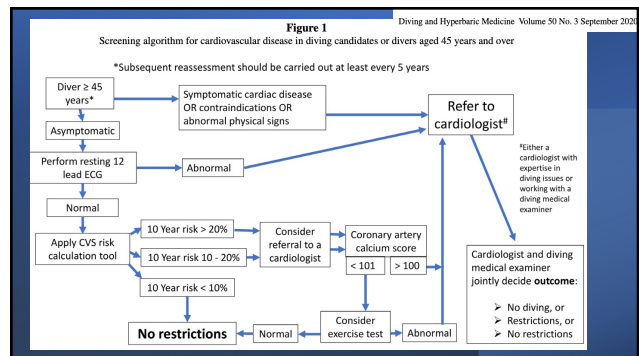 Diving and Hyperbaric Medicine Volume 50 No. 3 September 2020
Figure 1
Screening algorithm for cardiovascular disease in diving candidates or divers aged 45 years and over
*Subsequent reassessment should be carried out at least every 5 years
Diver ≥ 45
years*
Symptomatic cardiac disease
OR contraindications OR
abnormal physical signs
Refer to
cardiologist#
Asymptomatic
Perform resting 12
lead ECG
Abnormal
#Either a
cardiologist with
expertise in
diving issues or
working with a
diving medical
examiner
Normal
Apply CVS risk
calculation tool
10 Year risk > 20%
10 Year risk 10 - 20%
10 Year risk < 10%
Consider
referral to a
cardiologist
Coronary artery
calcium score
< 101
> 100
Cardiologist and diving
medical examiner
jointly decide outcome:
➢ No diving, or
➢ Restrictions, or
➢ No restrictions
No restrictions
Normal
Consider
exercise test
Abnormal